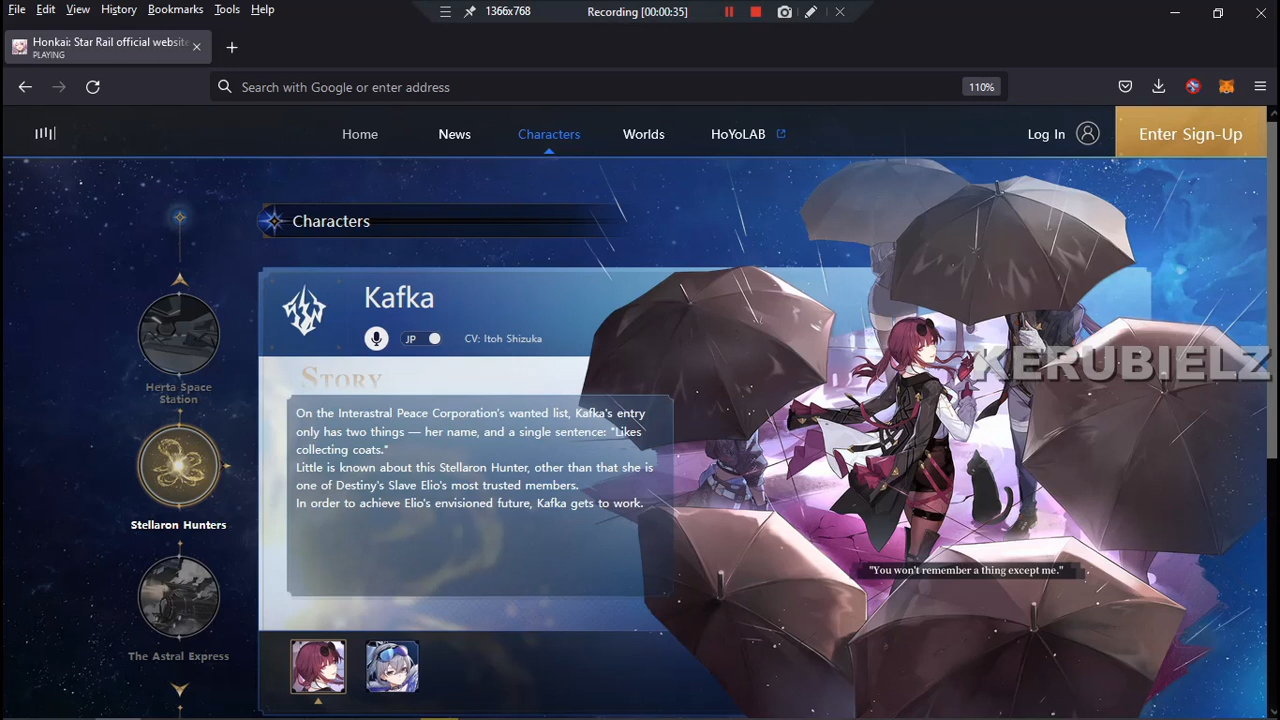 File Edit View History Bookmarks Tools Help
1366x768
Recording [00:00:35]
Honkai: Star Rail official website
PLAYING
Search with Google or enter address
110%
Home News Characters Worlds HoYoLAB
Log In
Enter Sign-Up
Characters
Kafka
JP
CV: Itoh Shizuka
STORY
On the Interastral Peace Corporation's wanted list, Kafka's entry
only has two things — her name, and a single sentence: "Likes
collecting coats."
Little is known about this Stellaron Hunter, other than that she is
one of Destiny's Slave Elio's most trusted members.
In order to achieve Elio's envisioned future, Kafka gets to work.
Herta Space
Station
Stellaron Hunters
The Astral Express
KERUBIELZ
"You won't remember a thing except me."